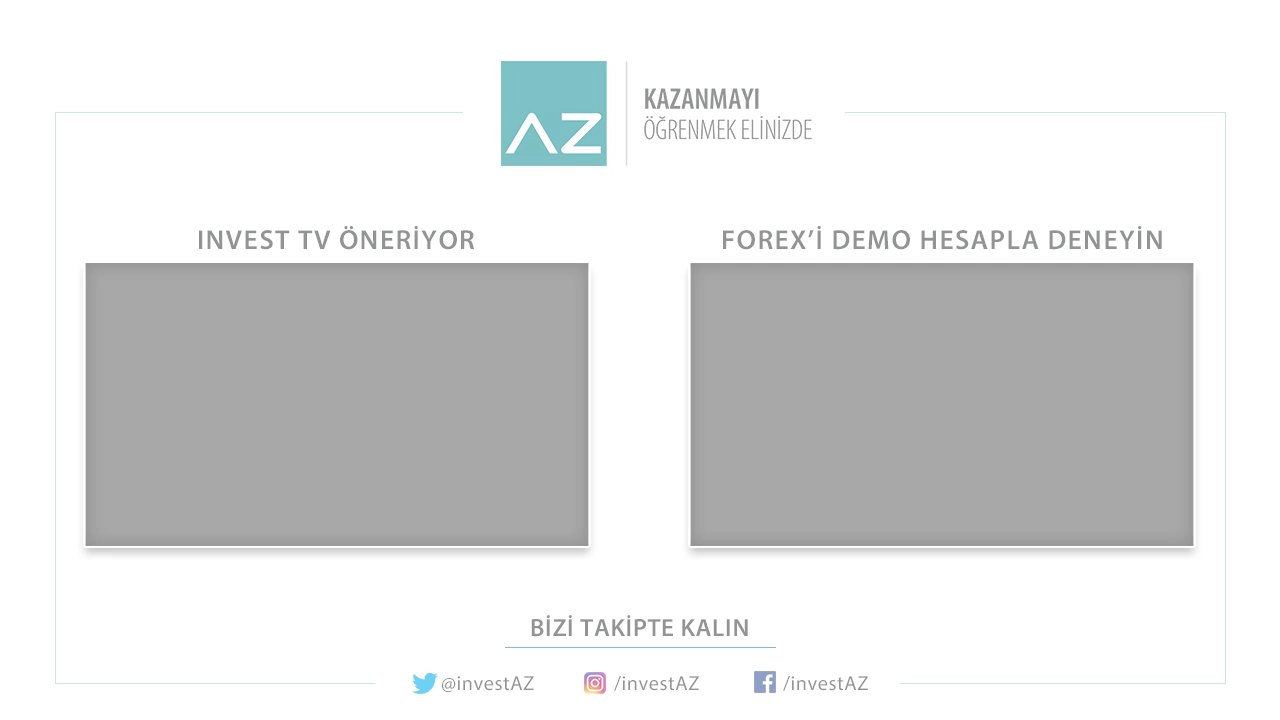 AZ
KAZANMAYI
ÖĞRENMEK ELİNİZDE
INVEST TV ÖNERİYOR
FOREX’İ DEMO HESAPLA DENEYİN
BİZİ TAKİPTE KALIN
@investAZ
/investAZ
/investAZ